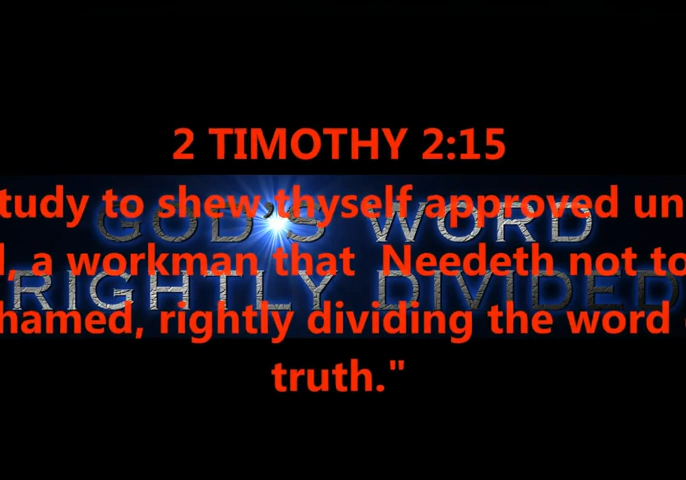 2 TIMOTHY 2:15
tudy to shew thyself approved un
, a workman that Needeth not to
hamed, rightly dividing the word
truth."
GOD'S WORD
RIGHTLY DIVIDED